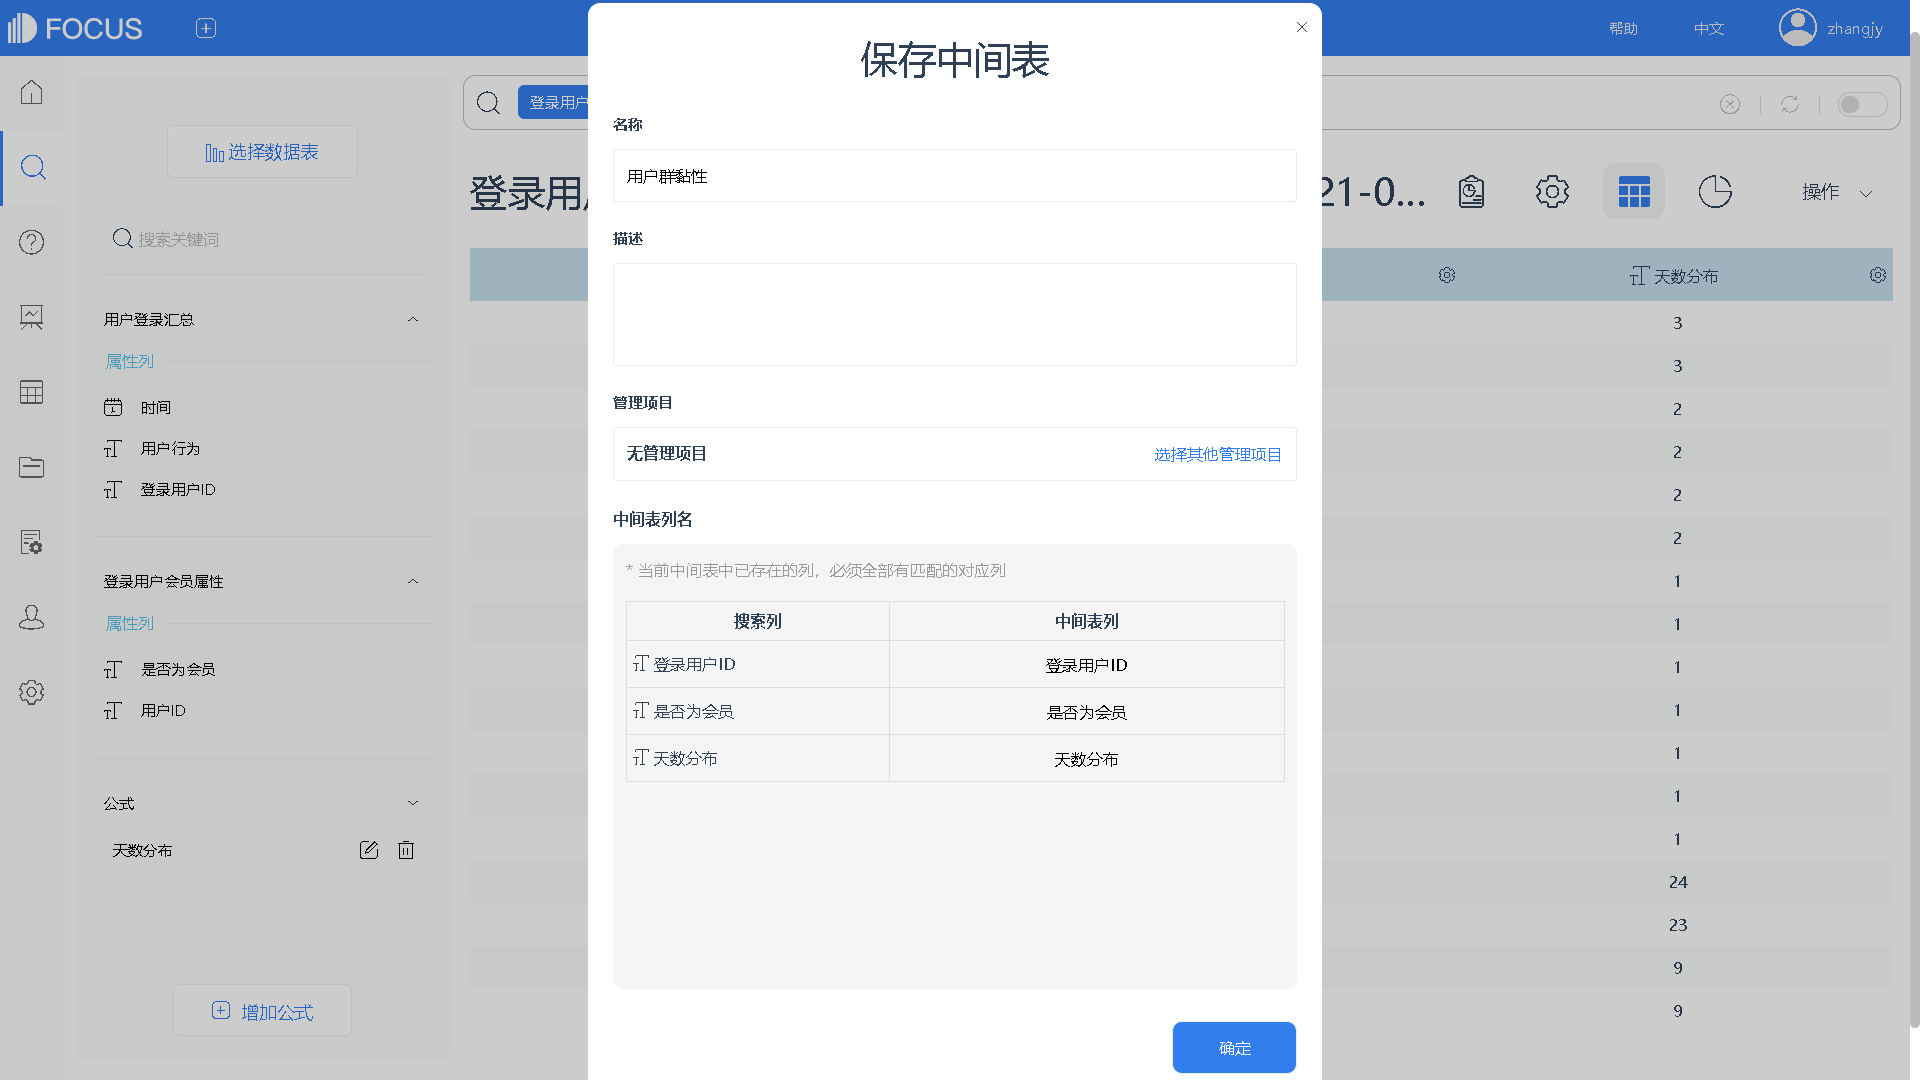 FOCUS
帮助
中文
zhangjy
选择数据表
搜索关键词
用户登录汇总
属性列
时间
用户行为
登录用户ID
登录用户会员属性
属性列
是否为会员
用户ID
公式
天数分布
增加公式
登录用户
登录用
21-0...
操作
天数分布
3
3
2
2
2
2
1
1
1
1
1
1
1
24
23
9
9
保存中间表
名称
用户群黏性
描述
管理项目
无管理项目
选择其他管理项目
中间表列名
* 当前中间表中已存在的列，必须全部有匹配的对应列
搜索列 中间表列
登录用户ID 登录用户ID
是否为会员 是否为会员
天数分布 天数分布
确定